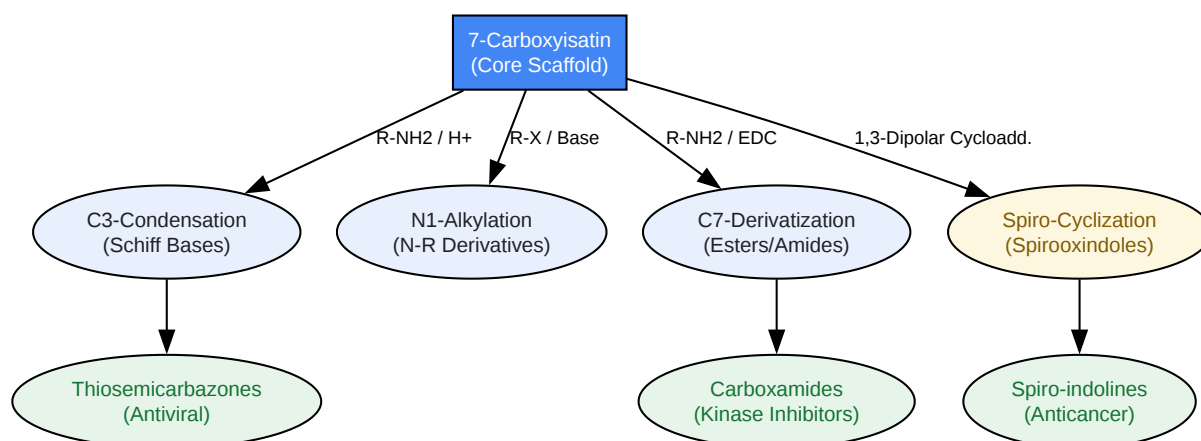 7-Carboxyisatin
(Core Scaffold)
R-NH2 / H+
R-X / Base
R-NH2 / EDC
1,3-Dipolar Cycloadd.
C3-Condensation
(Schiff Bases)
N1-Alkylation
(N-R Derivatives)
C7-Derivatization
(Esters/Amides)
Spiro-Cyclization
(Spirooxindoles)
Thiosemicarbazones
(Antiviral)
Carboxamides
(Kinase Inhibitors)
Spiro-indolines
(Anticancer)